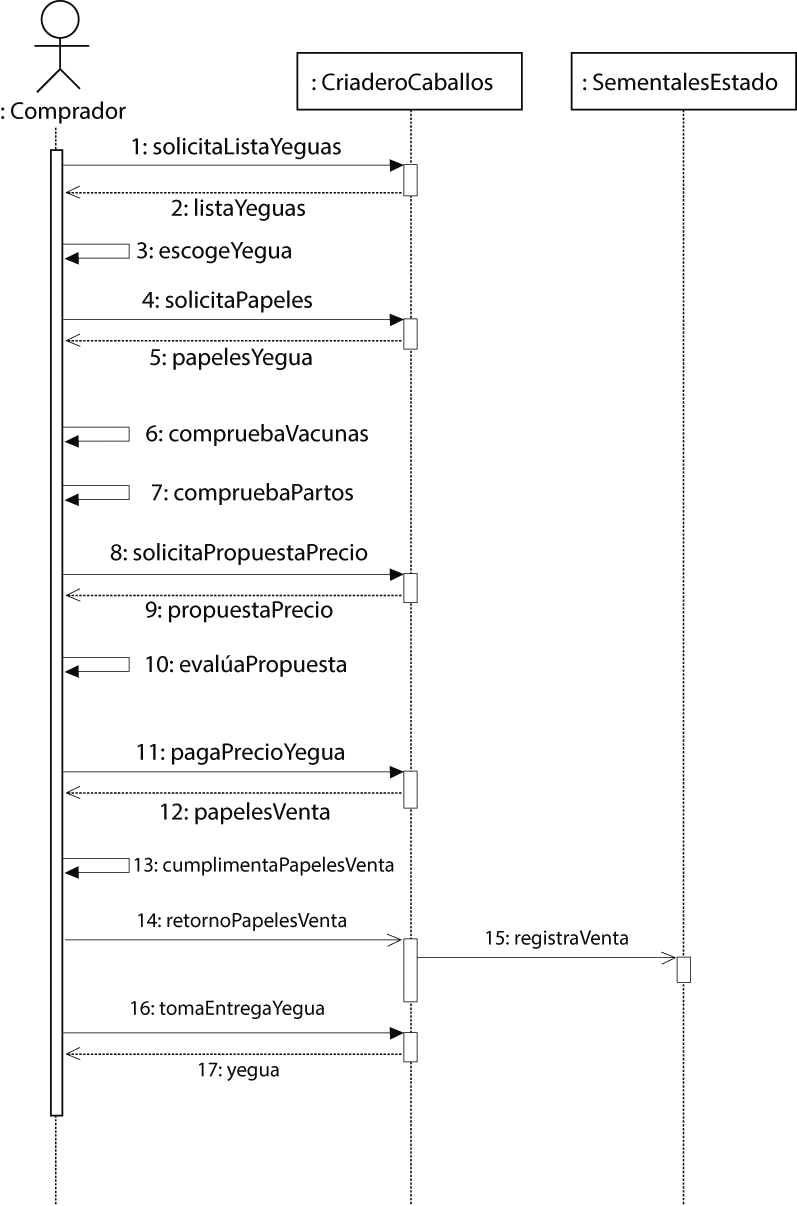 : Comprador
: CriaderoCaballos
: SementalesEstado
1: solicitaListaYeguas
2: listaYeguas
3: escogeYegua
4: solicitaPapeles
5: papelesYegua
6: compruebaVacunas
7: compruebaPartos
8: solicitaPropuestaPrecio
9: propuestaPrecio
10: evalúaPropuesta
11: pagaPrecioYegua
12: papelesVenta
13: cumplimentaPapelesVenta
14: retornoPapelesVenta
15: registraVenta
16: tomaEntregaYegua
17: yegua